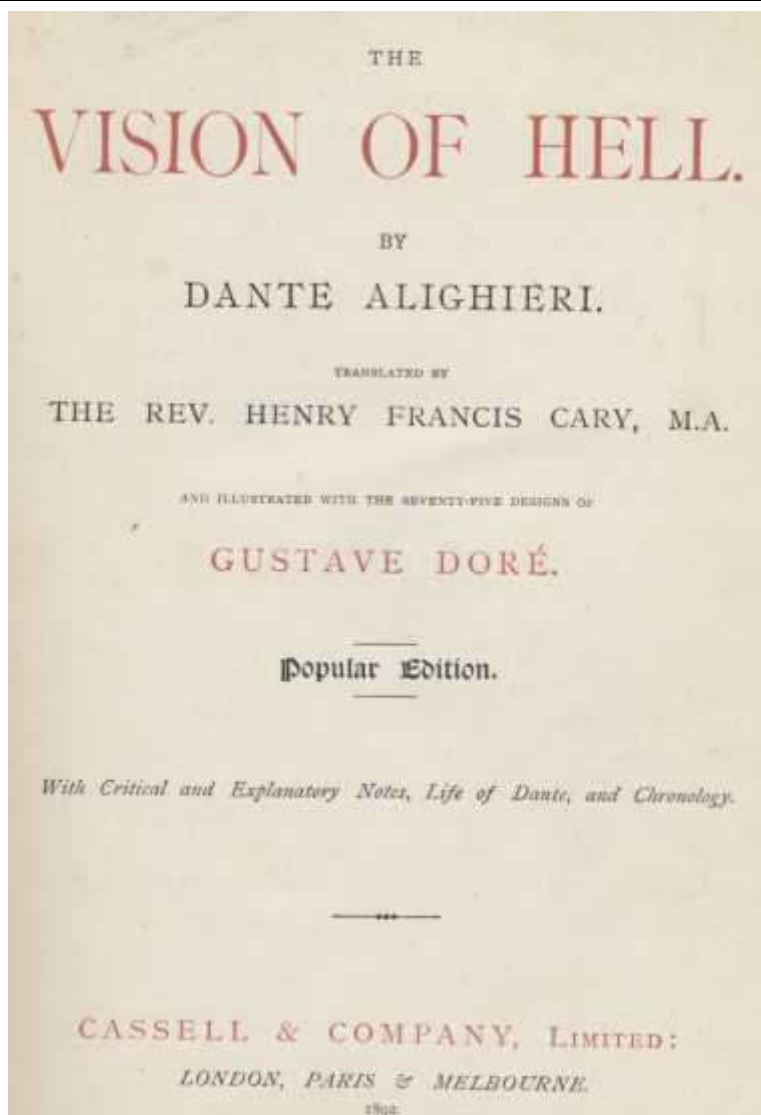 THE
VISION OF HELL.
BY
DANTE ALIGHIERI.
TRANSLATED BY
THE REV. HENRY FRANCIS CARY, M.A.
AND ILLUSTRATED WITH THE SEVENTY-FIVE DESIGNS OF
GUSTAVE DORÉ.
Popular Edition.
With Critical and Explanatory Notes, Life of Dante, and Chronology.
CASSELL & COMPANY, LIMITED:
LONDON, PARIS & MELBOURNE.
1892